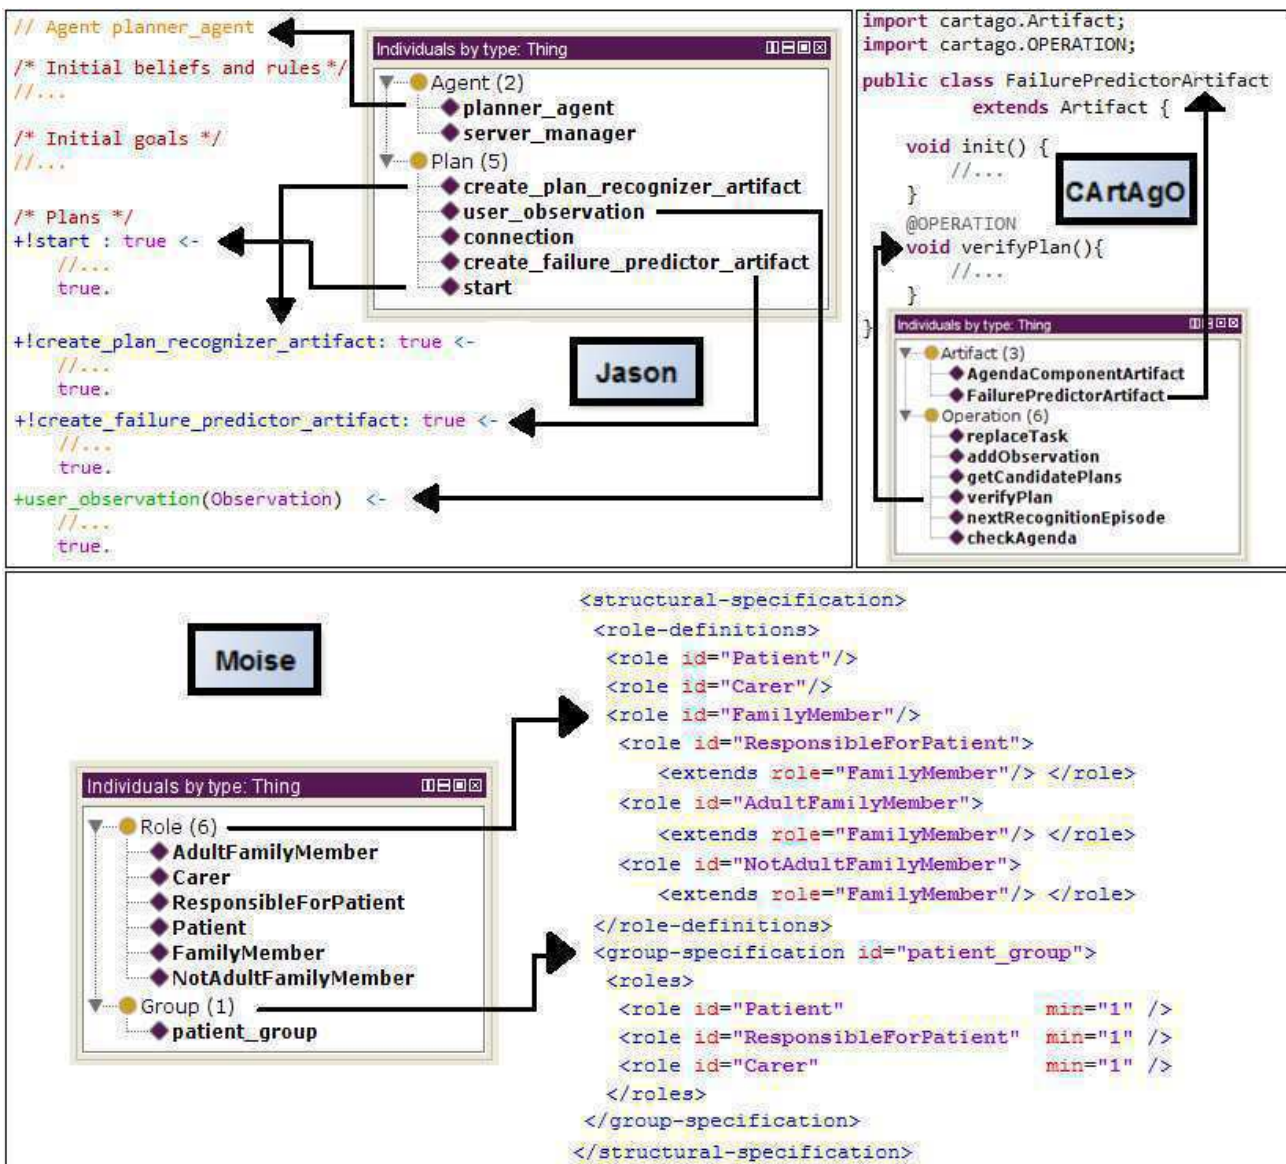 // Agent planner_agent
/* Initial beliefs and rules */
//...
/* Initial goals */
//...
/* Plans */
+!start : true <-
//...
true.
+!create_plan_recognizer_artifact: true <-
//...
true.
+!create_failure_predictor_artifact: true <-
//...
true.
+user_observation(Observation) <-
//...
true.
Individuals by type: Thing
Agent (2)
planner_agent
server_manager
Plan (5)
create_plan_recognizer_artifact
user_observation
connection
create_failure_predictor_artifact
start
Jason
import cartago.Artifact;
import cartago.OPERATION;
public class FailurePredictorArtifact
extends Artifact {
void init() {
//...
}
@OPERATION
void verifyPlan(){
//...
}
}
CArtAgO
Individuals by type: Thing
Artifact (3)
AgendaComponentArtifact
FailurePredictorArtifact
Operation (6)
replaceTask
addObservation
getCandidatePlans
verifyPlan
nextRecognitionEpisode
checkAgenda
Moise
Individuals by type: Thing
Role (6)
AdultFamilyMember
Carer
ResponsibleForPatient
Patient
FamilyMember
NotAdultFamilyMember
Group (1)
patient_group
<structural-specification>
<role-definitions>
<role id="Patient"/>
<role id="Carer"/>
<role id="FamilyMember"/>
<role id="ResponsibleForPatient">
<extends role="FamilyMember"/> </role>
<role id="AdultFamilyMember">
<extends role="FamilyMember"/> </role>
<role id="NotAdultFamilyMember">
<extends role="FamilyMember"/> </role>
</role-definitions>
<group-specification id="patient_group">
<roles>
<role id="Patient" min="1" />
<role id="ResponsibleForPatient" min="1" />
<role id="Carer" min="1" />
</roles>
</group-specification>
</structural-specification>